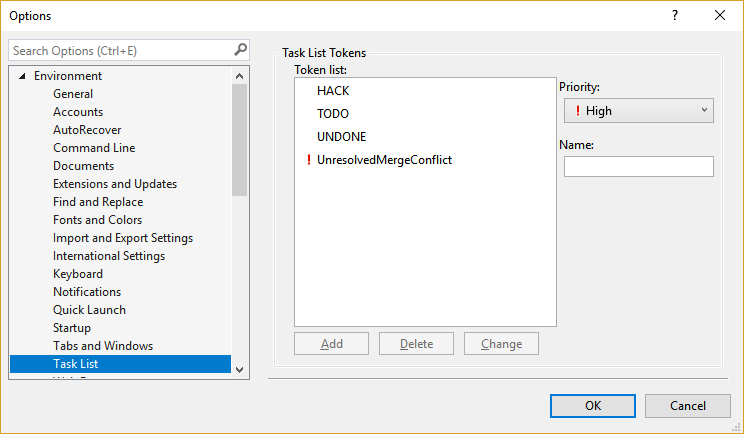 Options
Search Options (Ctrl+E)
Environment
General
Accounts
AutoRecover
Command Line
Documents
Extensions and Updates
Find and Replace
Fonts and Colors
Import and Export Settings
International Settings
Keyboard
Notifications
Quick Launch
Startup
Tabs and Windows
Task List
Task List Tokens
Token list:
HACK
TODO
UNDONE
! UnresolvedMergeConflict
Priority:
! High
Name:
Add
Delete
Change
OK
Cancel